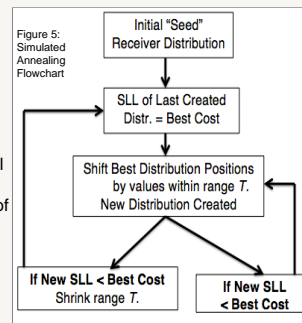 Figure 5:
Simulated
Annealing
Flowchart
Initial “Seed”
Receiver Distribution
SLL of Last Created
Distr. = Best Cost
Shift Best Distribution Positions
by values within range T.
New Distribution Created
l
of
If New SLL < Best Cost
Shrink range T.
If New SLL
< Best Cost